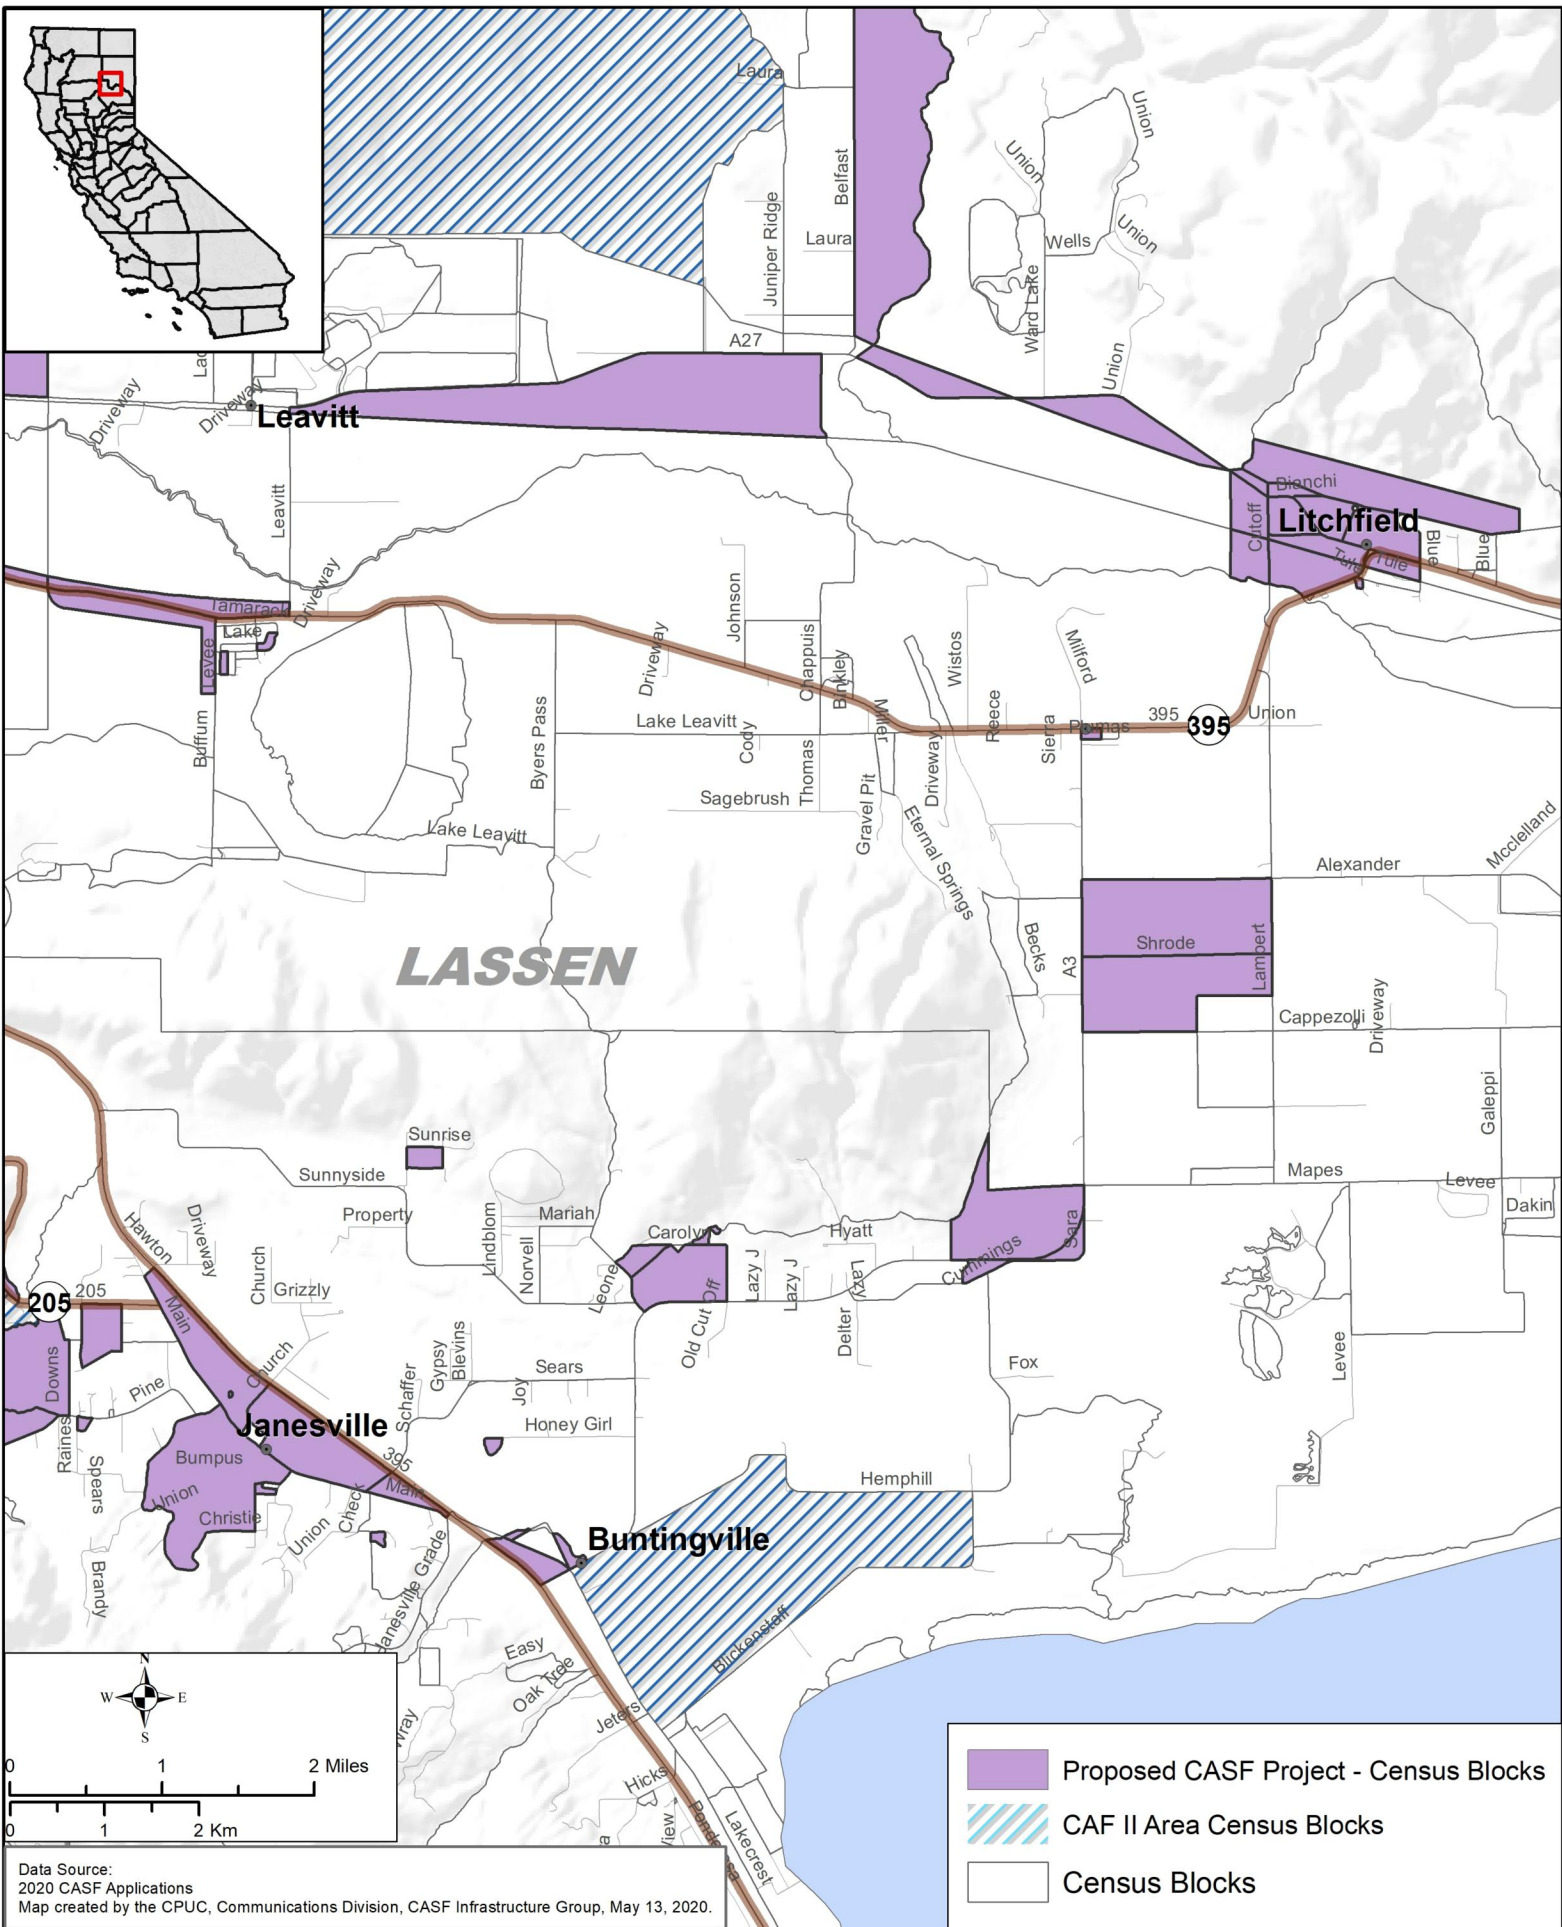 Laura
Union
Belfast
Union
Juniper Ridge
Union
Laura
Wells
Ward Lake
A27
Union
Driveway
Driveway
Leavitt
Bianchi
Leavitt
Cutoff
Litchfield
Tule
Tule
Blue
Blue
Driveway
Tamarack
Lake
Levee
Johnson
Driveway
Chappuis
Binkley
Wistos
Milford
Buffum
Byers Pass
Lake Leavitt
Cody
Miller
Reece
Sierra
Plumas
395
395
Union
Thomas
Driveway
Sagebrush
Gravel Pit
Lake Leavitt
Eternal Springs
Alexander
Mcclelland
LASSEN
Becks
A3
Shrode
Lambert
Cappezolli
Driveway
Galeppi
Sunrise
Sunnyside
Mapes
Levee
Dakin
Property
Lindblom
Mariah
Norvell
Carolyn
Hyatt
Sara
Cummings
Hawton
Driveway
Church
Grizzly
Leone
Old Cut Off
Lazy J
Lazy J
Lazy
Delter
205
205
Main
Church
Downs
Pine
Schaffer
Gypsy
Blevins
Sears
Joy
Fox
Levee
Honey Girl
Raines
Janesville
Bumpus
395
Main
Hemphill
Spears
Union
Christie
Union
Check
Buntingville
Brandy
Janesville Grade
Blickenstaff
Easy
Oak Tree
Jeters
Wray
Hicks
Ponderosa
Lakecrest
N
W E
S
0 1 2 Miles
0 1 2 Km
Proposed CASF Project - Census Blocks
CAF II Area Census Blocks
Census Blocks
Data Source:
2020 CASF Applications
Map created by the CPUC, Communications Division, CASF Infrastructure Group, May 13, 2020.